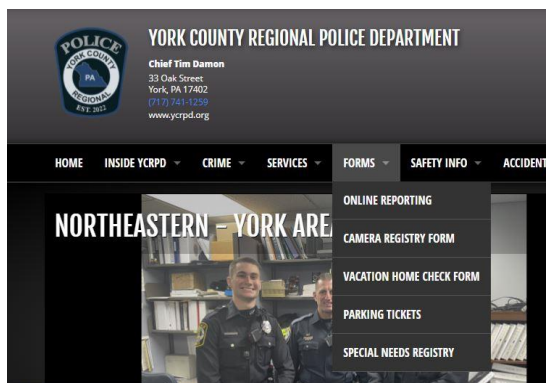 POLICE
YORK COUNTY
PA
REGIONAL
EST. 2022
YORK COUNTY REGIONAL POLICE DEPARTMENT
Chief Tim Damon
33 Oak Street
York, PA 17402
(717) 741-1259
www.ycrpd.org
HOME INSIDE YCRPD CRIME SERVICES FORMS SAFETY INFO ACCIDENT
NORTHEASTERN - YORK AREA
ONLINE REPORTING
CAMERA REGISTRY FORM
VACATION HOME CHECK FORM
PARKING TICKETS
SPECIAL NEEDS REGISTRY